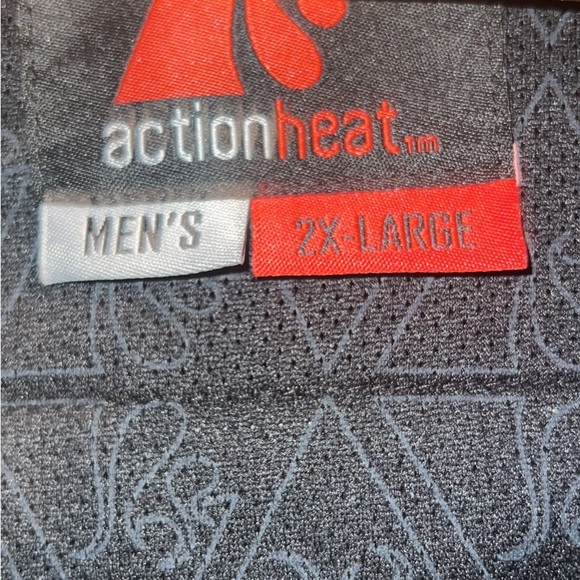 actionheat™
MEN'S
2X-LARGE